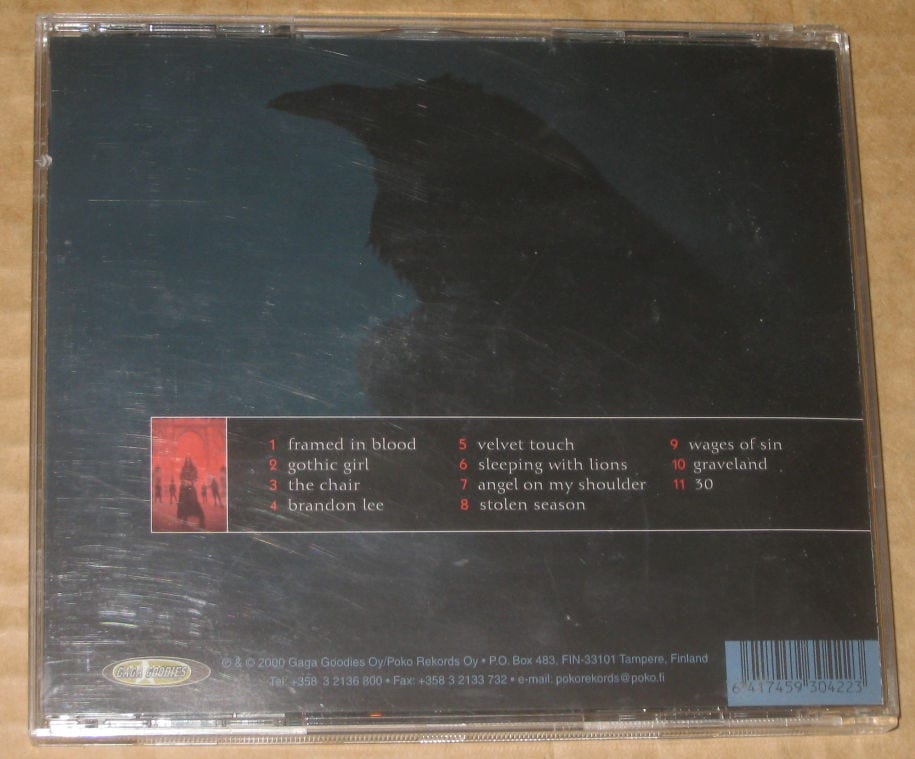 1 framed in blood
2 gothic girl
3 the chair
4 brandon lee
5 velvet touch
6 sleeping with lions
7 angel on my shoulder
8 stolen season
9 wages of sin
10 graveland
11 30
GAGA GOODIES
℗ & © 2000 Gaga Goodies Oy/Poko Rekords Oy • P.O. Box 483, FIN-33101 Tampere, Finland
Tel. +358 3 2136 800 • Fax: +358 3 2133 732 • e-mail: pokorekords@poko.fi
6 417459 304223